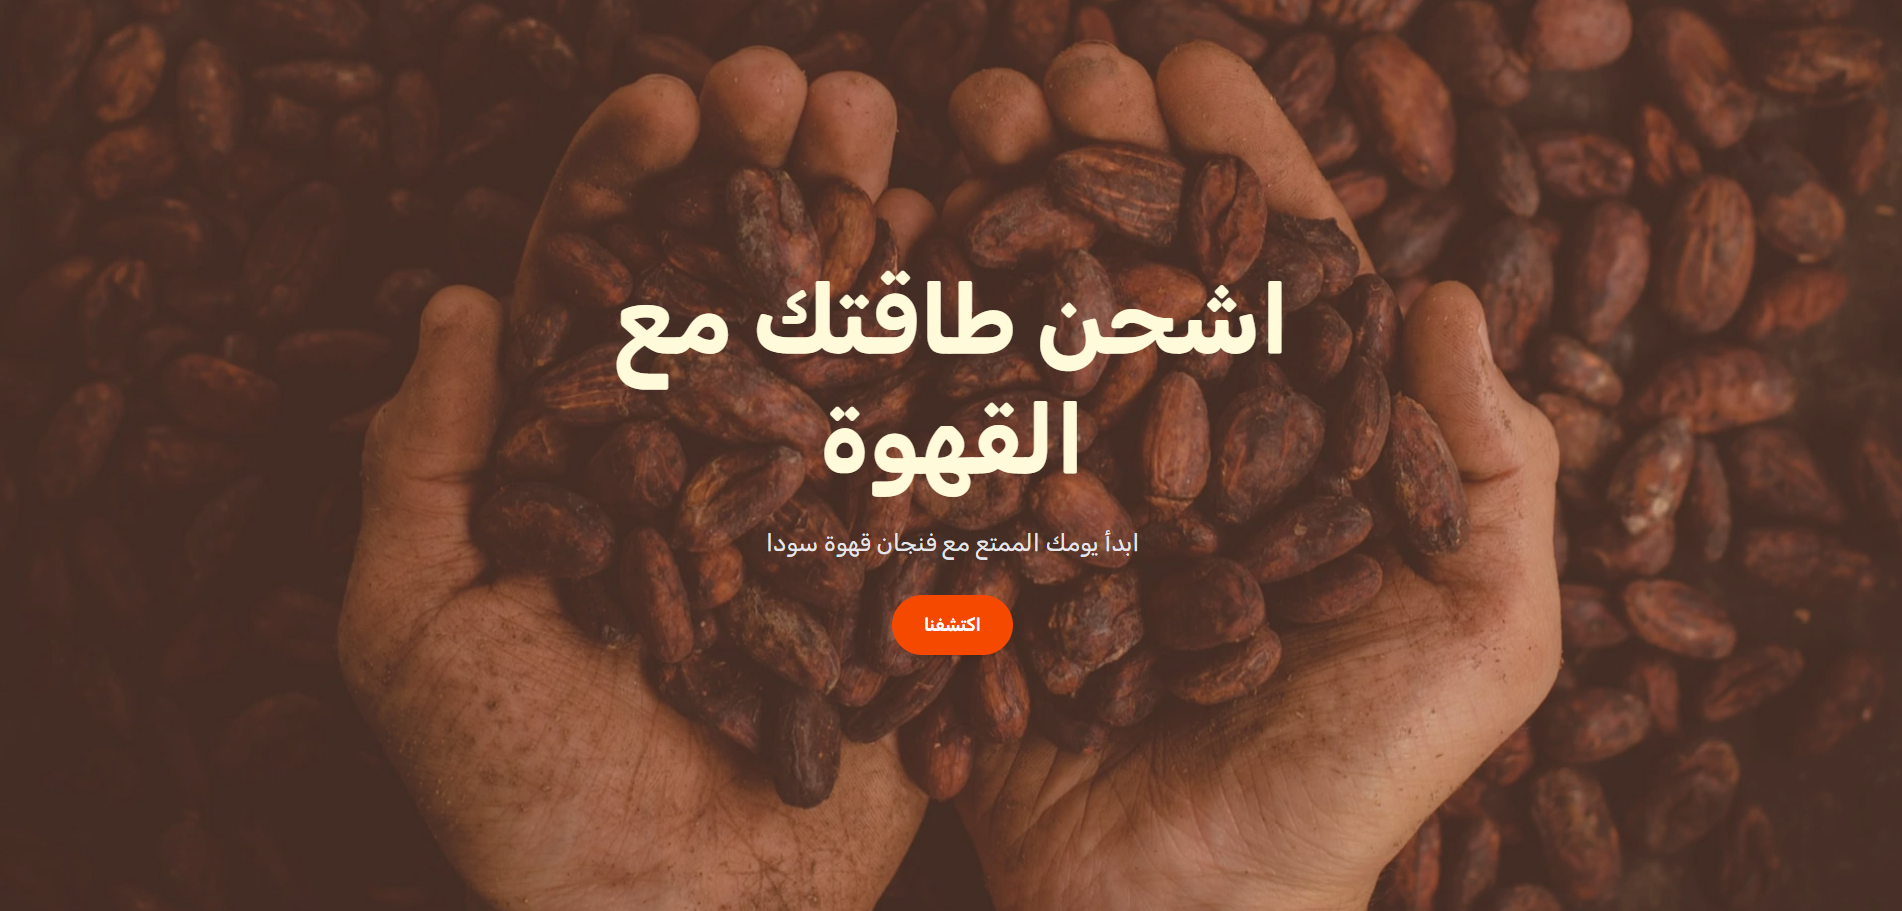 اشحن طاقتك مع
القهوة
ابدأ يومك الممتع مع فنجان قهوة سودا
اكتشفنا